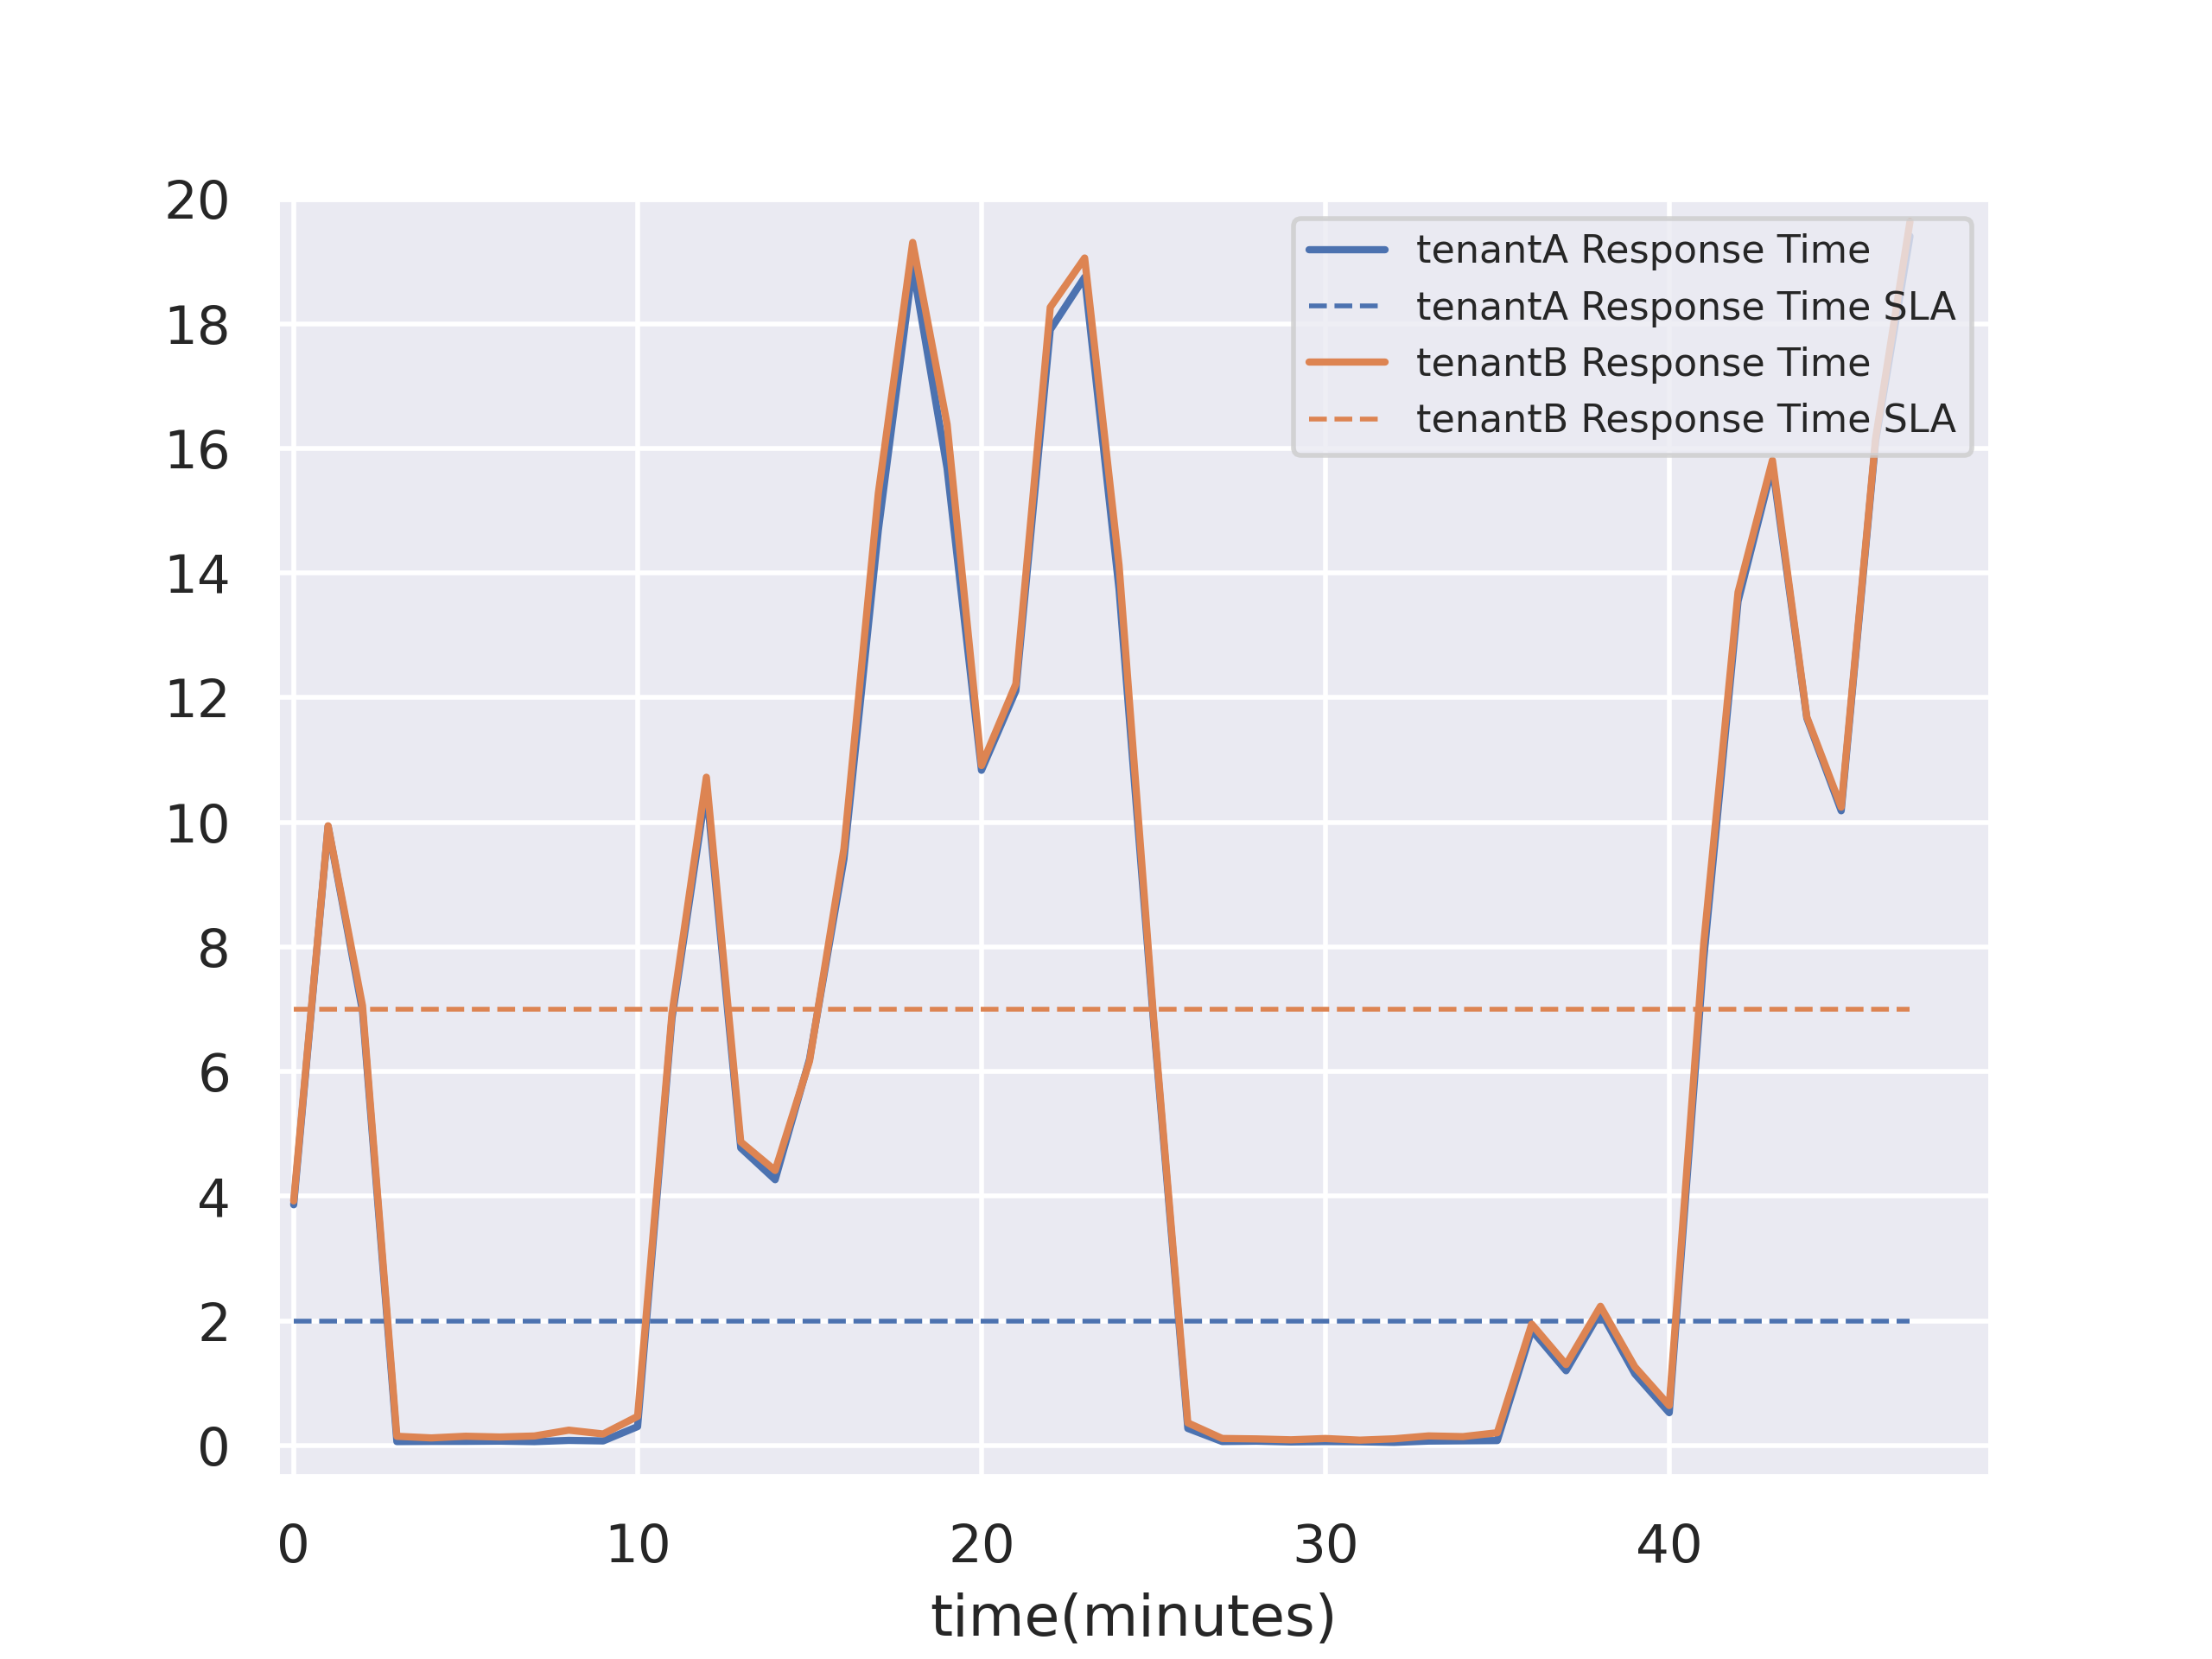 20
18
16
14
12
10
8
6
4
2
0
tenantA Response Time
tenantA Response Time SLA
tenantB Response Time
tenantB Response Time SLA
0 10 20 30 40
time(minutes)